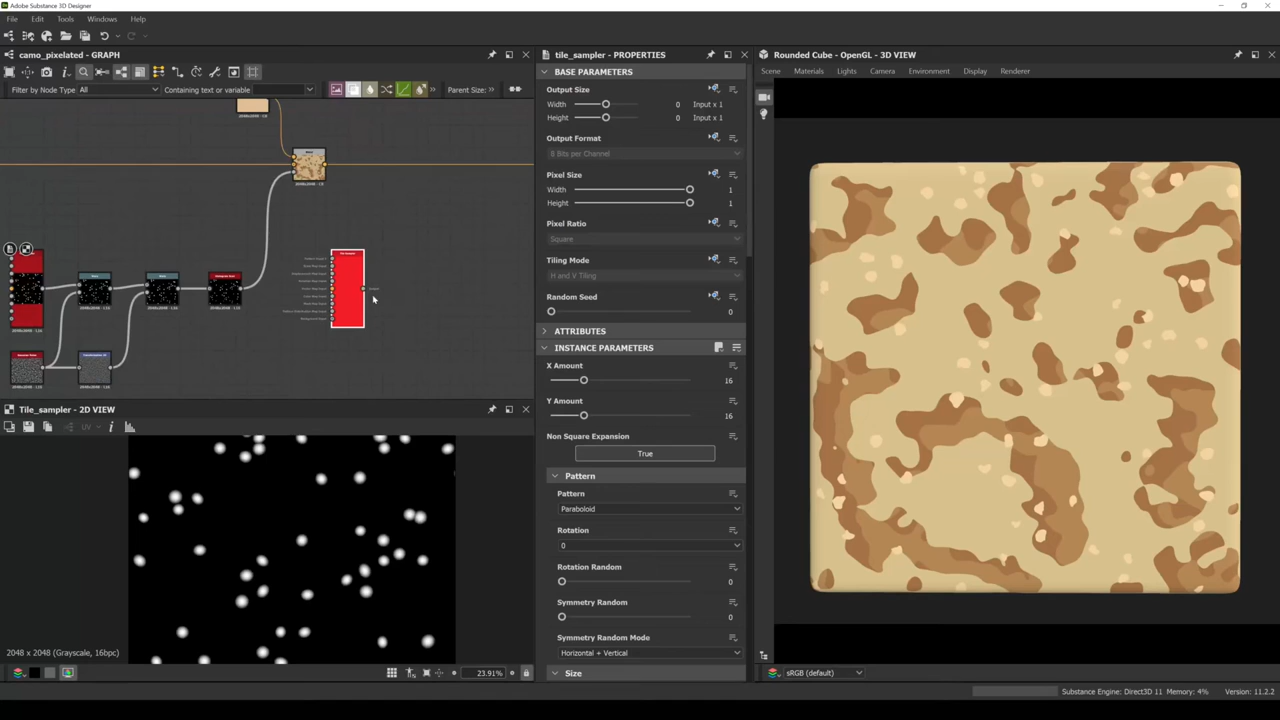 Adobe Substance 3D Designer
File Edit Tools Windows Help
camo_pixelated - GRAPH
Filter by Node Type All Containing text or variable Parent Size:
2048 x 2048 (Grayscale, 16bpc)
Tile_sampler - 2D VIEW
UV
23.91%
tile_sampler - PROPERTIES
BASE PARAMETERS
Output Size
Width 0 Input x 1
Height 0 Input x 1
Output Format
8 Bits per Channel
Pixel Size
Width 1
Height 1
Pixel Ratio
Square
Tiling Mode
H and V Tiling
Random Seed
0
ATTRIBUTES
INSTANCE PARAMETERS
X Amount
16
Y Amount
16
Non Square Expansion
True
Pattern
Pattern
Paraboloid
Rotation
0
Rotation Random
0
Symmetry Random
0
Symmetry Random Mode
Horizontal + Vertical
Size
Rounded Cube - OpenGL - 3D VIEW
Scene Materials Lights Camera Environment Display Renderer
sRGB (default)
Substance Engine: Direct3D 11 Memory: 4% Version: 11.2.2